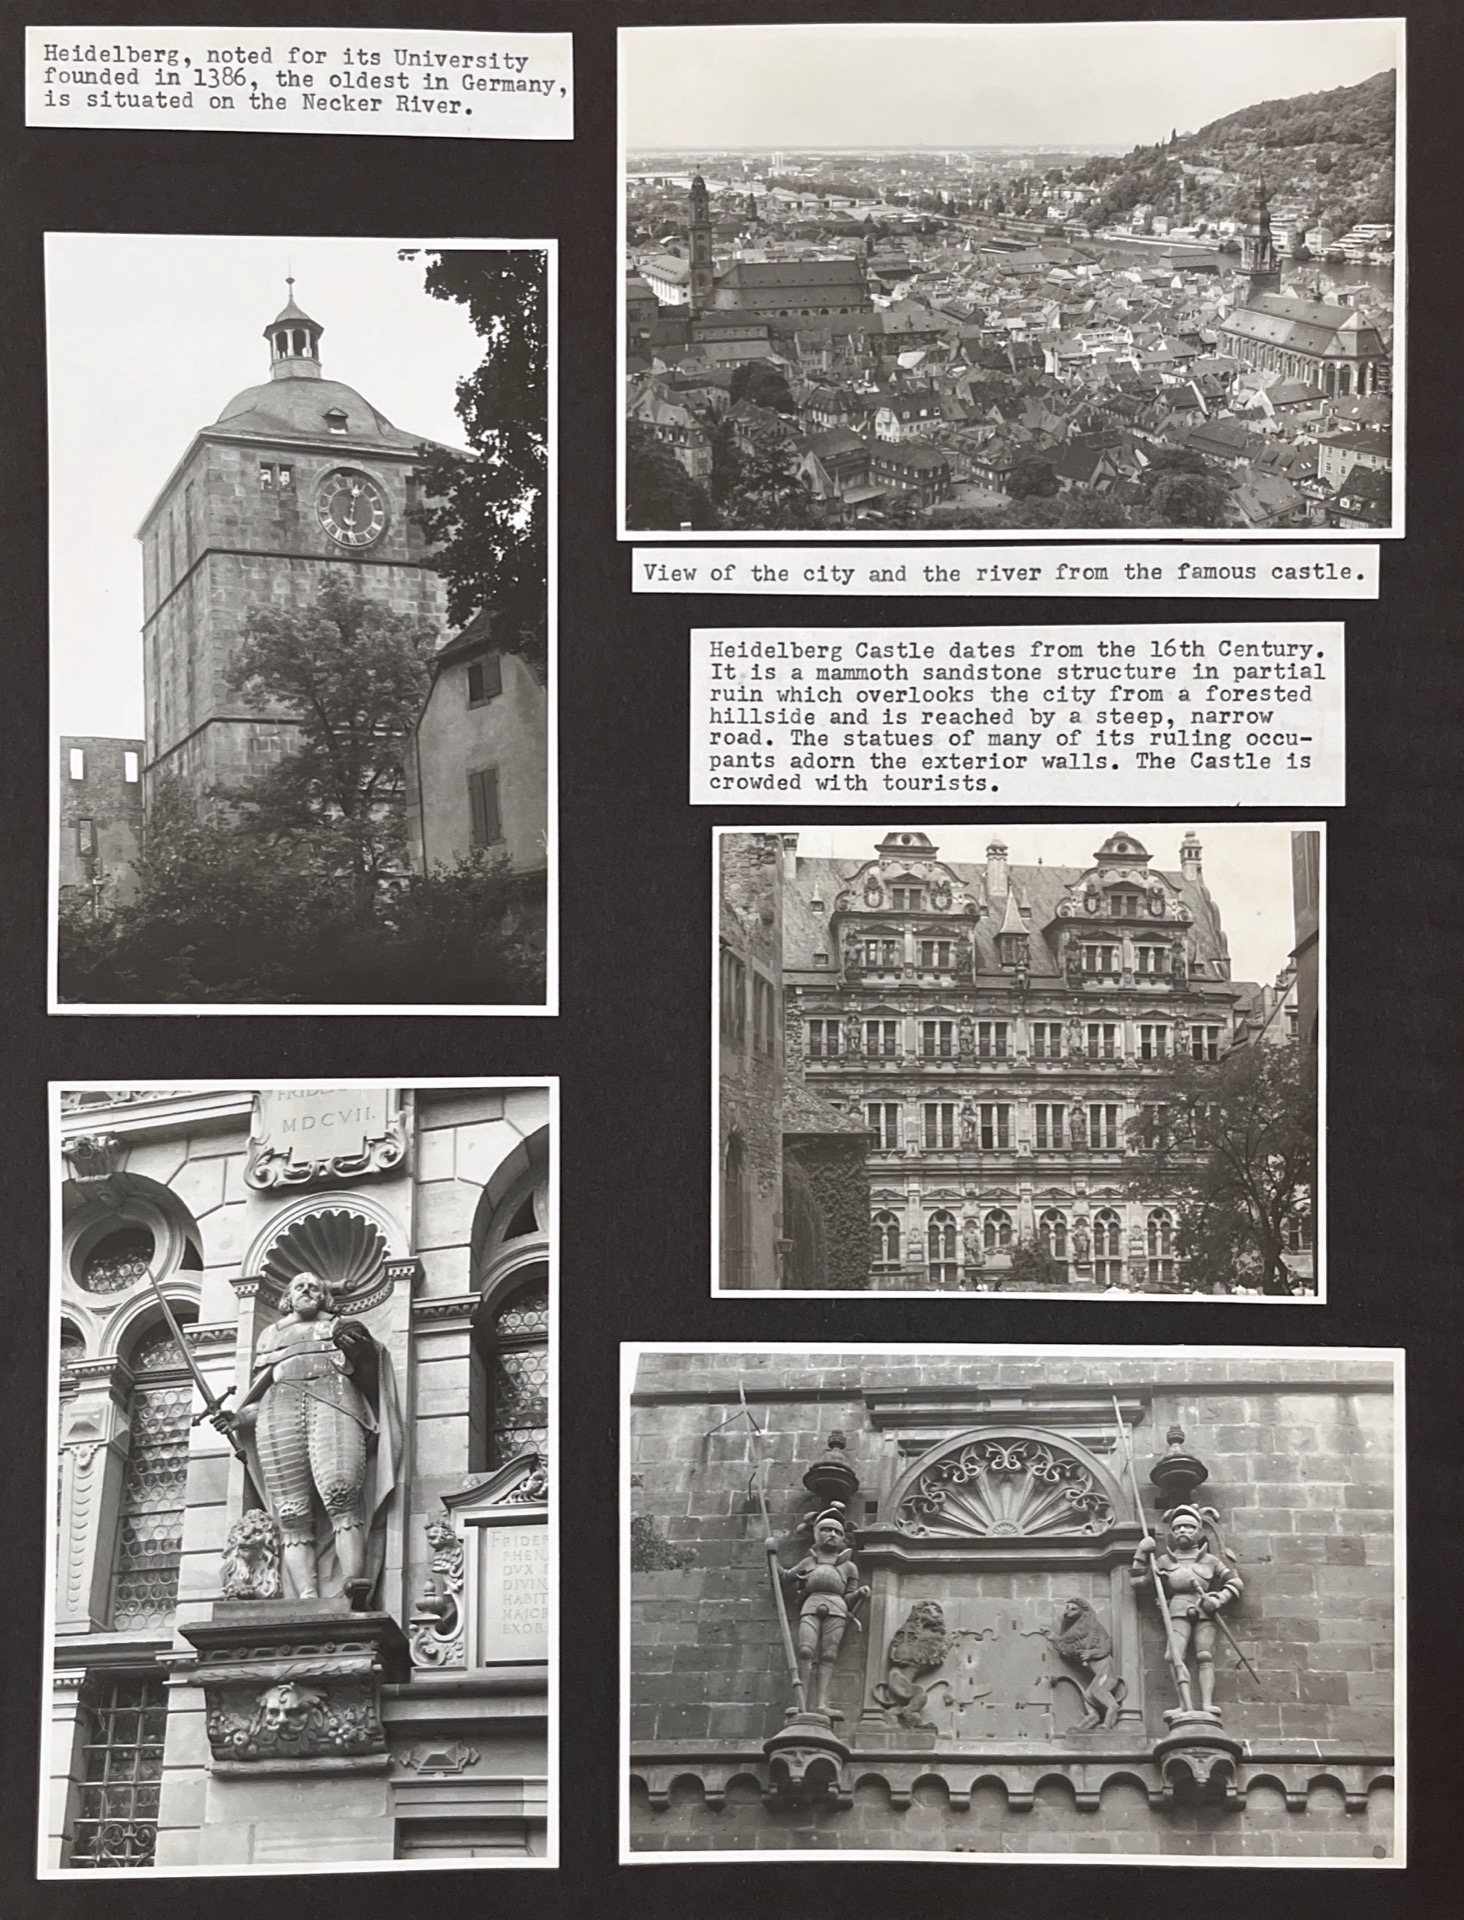 Heidelberg, noted for its University
founded in 1386, the oldest in Germany,
is situated on the Necker River.
View of the city and the river from the famous castle.
Heidelberg Castle dates from the 16th Century.
It is a mammoth sandstone structure in partial
ruin which overlooks the city from a forested
hillside and is reached by a steep, narrow
road. The statues of many of its ruling occu-
pants adorn the exterior walls. The Castle is
crowded with tourists.
MDCVII.
FRIDER
RHEN
DVX
DIVIN
HABIT
MAIOR
EXOR